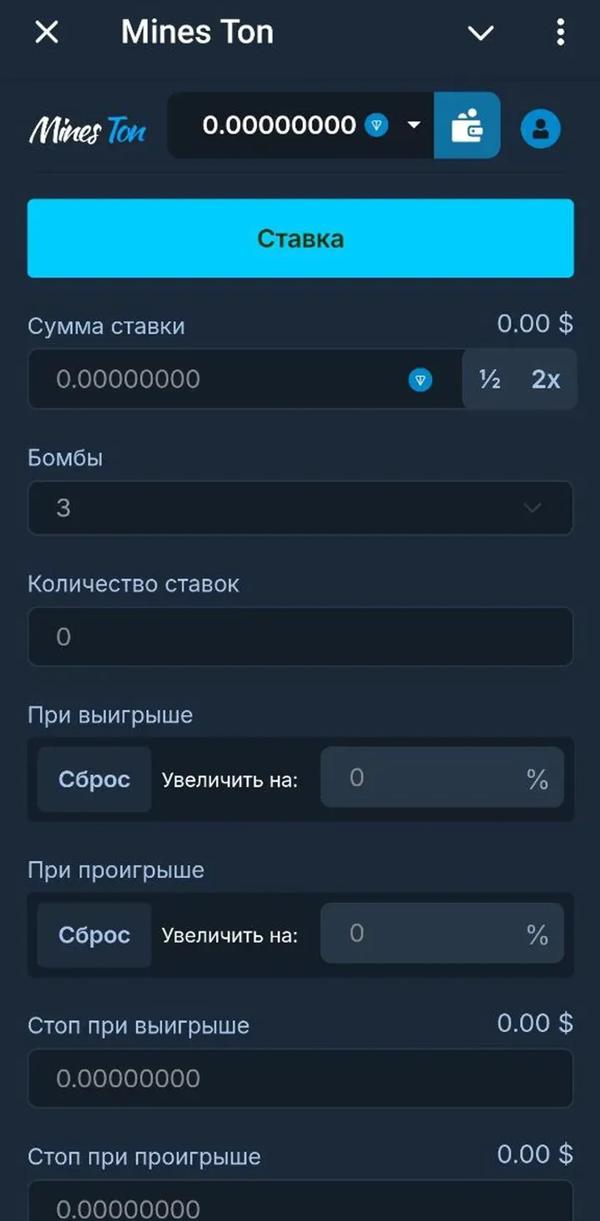 Mines Ton
Mines Ton 0.00000000
Ставка
Сумма ставки 0.00 $
0.00000000 ½ 2x
Бомбы
3
Количество ставок
0
При выигрыше
Сброс Увеличить на: 0 %
При проигрыше
Сброс Увеличить на: 0 %
Стоп при выигрыше 0.00 $
0.00000000
Стоп при проигрыше 0.00 $
0.00000000